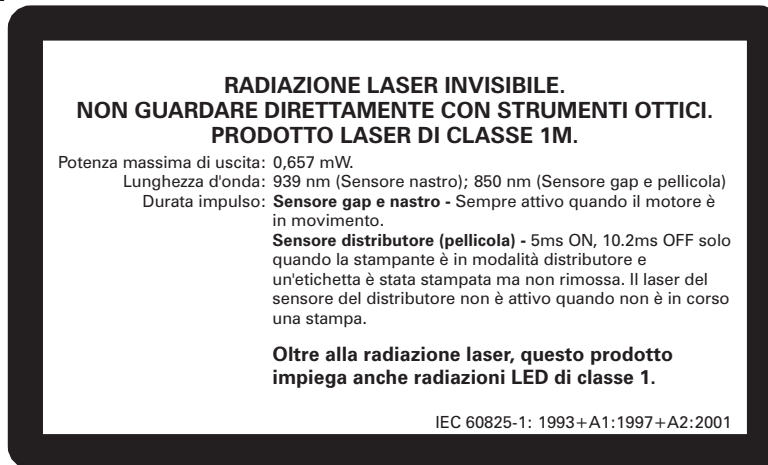 RADIAZIONE LASER INVISIBILE.
NON GUARDARE DIRETTAMENTE CON STRUMENTI OTTICI.
PRODOTTO LASER DI CLASSE 1M.
Potenza massima di uscita: 0,657 mW.
Lunghezza d'onda: 939 nm (Sensore nastro); 850 nm (Sensore gap e pellicola)
Durata impulso: Sensore gap e nastro - Sempre attivo quando il motore è
in movimento.
Sensore distributore (pellicola) - 5ms ON, 10.2ms OFF solo
quando la stampante è in modalità distributore e
un'etichetta è stata stampata ma non rimossa. Il laser del
sensore del distributore non è attivo quando non è in corso
una stampa.
Oltre alla radiazione laser, questo prodotto
impiega anche radiazioni LED di classe 1.
IEC 60825-1: 1993+A1:1997+A2:2001